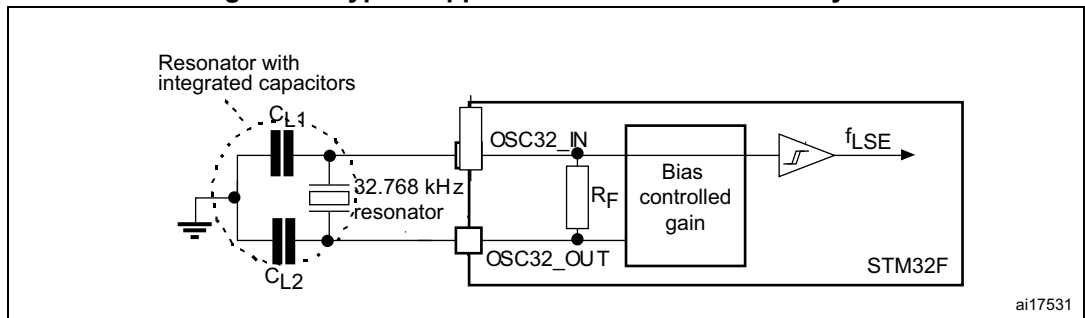 Resonator with
integrated capacitors
CL1
OSC32_IN
fLSE
Bias
controlled
gain
32.768 kHz
resonator
RF
OSC32_OUT
STM32F
CL2
ai17531